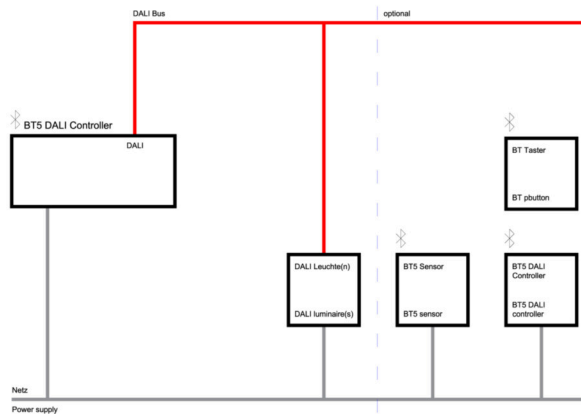 DALI Bus
optional
BT5 DALI Controller
DALI
BT Taster
BT pbutton
DALI Leuchte(n)
DALI luminaire(s)
BT5 Sensor
BT5 sensor
BT5 DALI
Controller
BT5 DALI
controller
Netz
Power supply